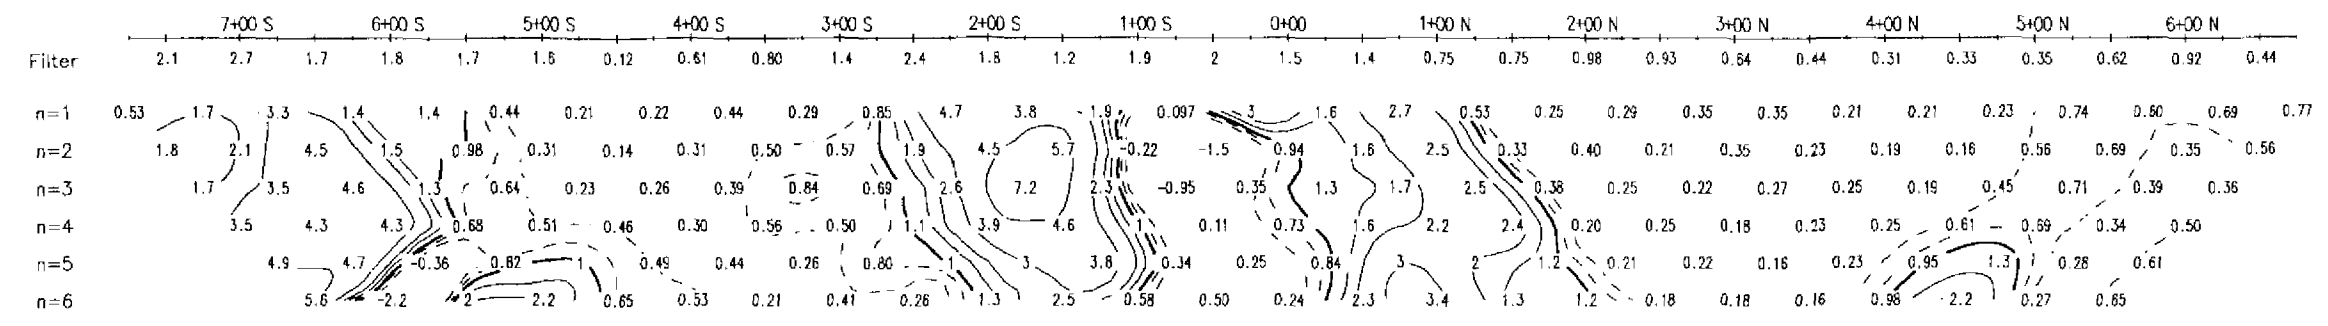 7+00 S 6+00 S 5+00 S 4+00 S 3+00 S 2+00 S 1+00 S 0+00 1+00 N 2+00 N 3+00 N 4+00 N 5+00 N 6+00 N
Filter 2.1 2.7 1.7 1.8 1.7 1.6 0.12 0.61 0.80 1.4 2.4 1.8 1.2 1.9 2 1.5 1.4 0.75 0.75 0.98 0.93 0.64 0.44 0.31 0.33 0.35 0.62 0.92 0.44
n=1 0.53 1.7 3.3 1.4 1.4 0.44 0.21 0.22 0.44 0.29 0.85 4.7 3.8 1.9 0.097 3 1.6 2.7 0.53 0.25 0.29 0.35 0.35 0.21 0.21 0.23 0.74 0.60 0.69 0.77
n=2 1.8 2.1 4.5 1.5 0.98 0.31 0.14 0.31 0.50 0.57 1.9 4.5 5.7 -0.22 -1.5 0.94 1.6 2.5 0.33 0.40 0.21 0.35 0.23 0.19 0.16 0.56 0.69 0.35 0.56
n=3 1.7 3.5 4.6 1.3 0.64 0.23 0.26 0.39 0.84 0.69 2.6 7.2 2.3 -0.95 0.35 1.3 1.7 2.5 0.38 0.25 0.22 0.27 0.25 0.19 0.45 0.71 0.39 0.36
n=4 3.5 4.3 4.3 0.68 0.51 0.46 0.30 0.56 0.50 1.1 3.9 4.6 1 0.11 0.73 1.6 2.2 2.4 0.20 0.25 0.18 0.23 0.25 0.61 0.69 0.34 0.50
n=5 4.9 4.7 -0.36 0.82 1 0.49 0.44 0.26 0.80 1 3 3.8 0.34 0.25 0.84 3 2 1.2 0.21 0.22 0.16 0.23 0.95 1.3 0.28 0.61
n=6 5.6 -2.2 2 2.2 0.65 0.53 0.21 0.41 0.26 1.3 2.5 0.58 0.50 0.24 2.3 3.4 1.3 1.2 0.18 0.18 0.16 0.98 2.2 0.27 0.65